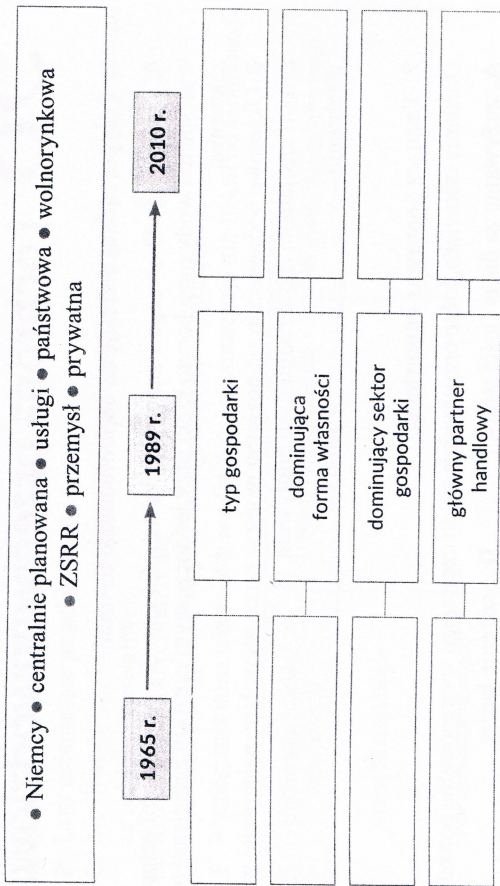 ● Niemcy ● centralnie planowana ● usługi ● państwowa ● wolnorynkowa
● ZSRR ● przemysł ● prywatna
1965 r.
1989 r.
2010 r.
typ gospodarki
dominująca
forma własności
dominujący sektor
gospodarki
główny partner
handlowy